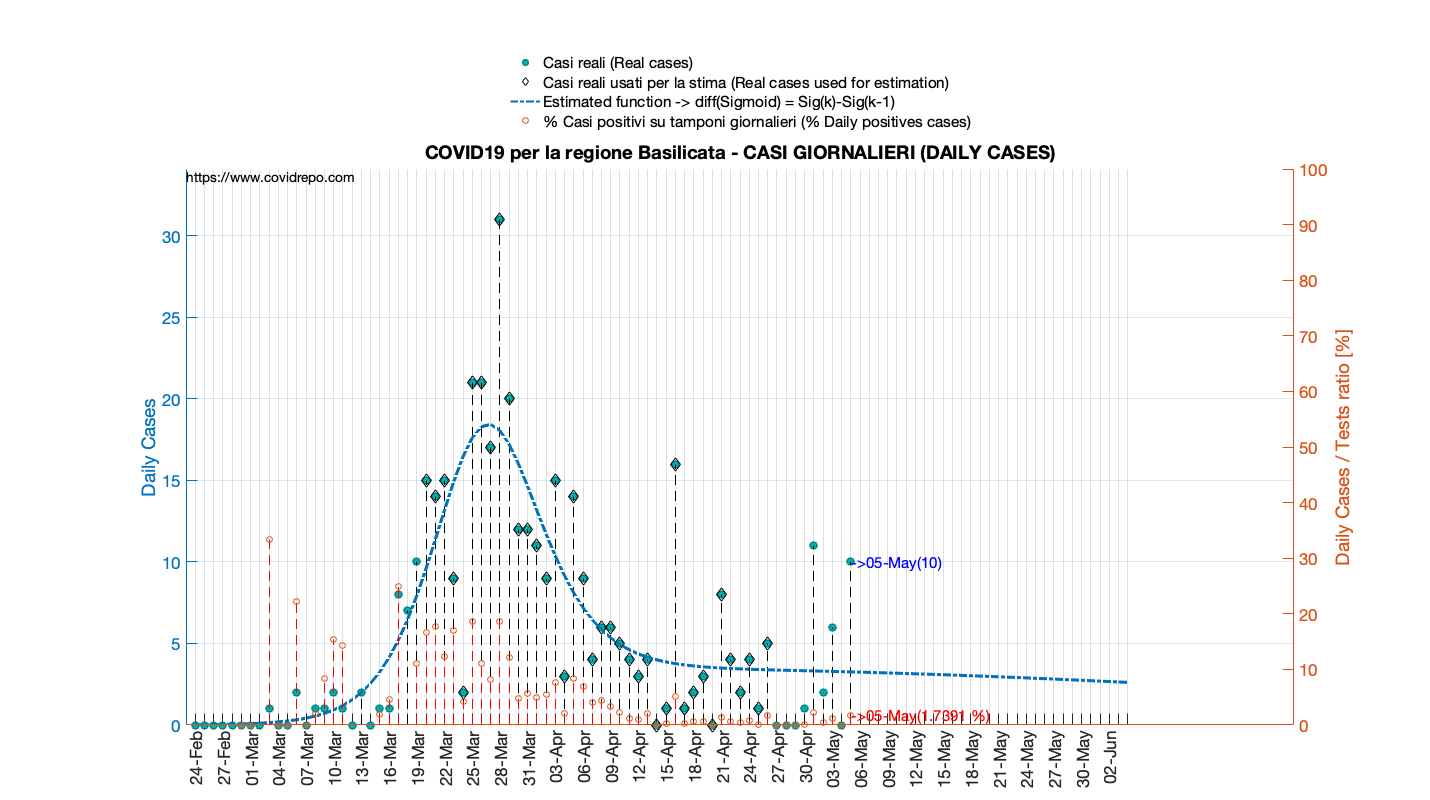 Casi reali (Real cases)
Casi reali usati per la stima (Real cases used for estimation)
Estimated function -> diff(Sigmoid) = Sig(k)-Sig(k-1)
% Casi positivi su tamponi giornalieri (% Daily positives cases)
COVID19 per la regione Basilicata - CASI GIORNALIERI (DAILY CASES)
https://www.covidrepo.com
Daily Cases
30
25
20
15
10
5
0
100
90
80
70
60
50
40
30
20
10
0
Daily Cases / Tests ratio [%]
->05-May(10)
->05-May(1.7391 %)
24-Feb
27-Feb
01-Mar
04-Mar
07-Mar
10-Mar
13-Mar
16-Mar
19-Mar
22-Mar
25-Mar
28-Mar
31-Mar
03-Apr
06-Apr
09-Apr
12-Apr
15-Apr
18-Apr
21-Apr
24-Apr
27-Apr
30-Apr
03-May
06-May
09-May
12-May
15-May
18-May
21-May
24-May
27-May
30-May
02-Jun